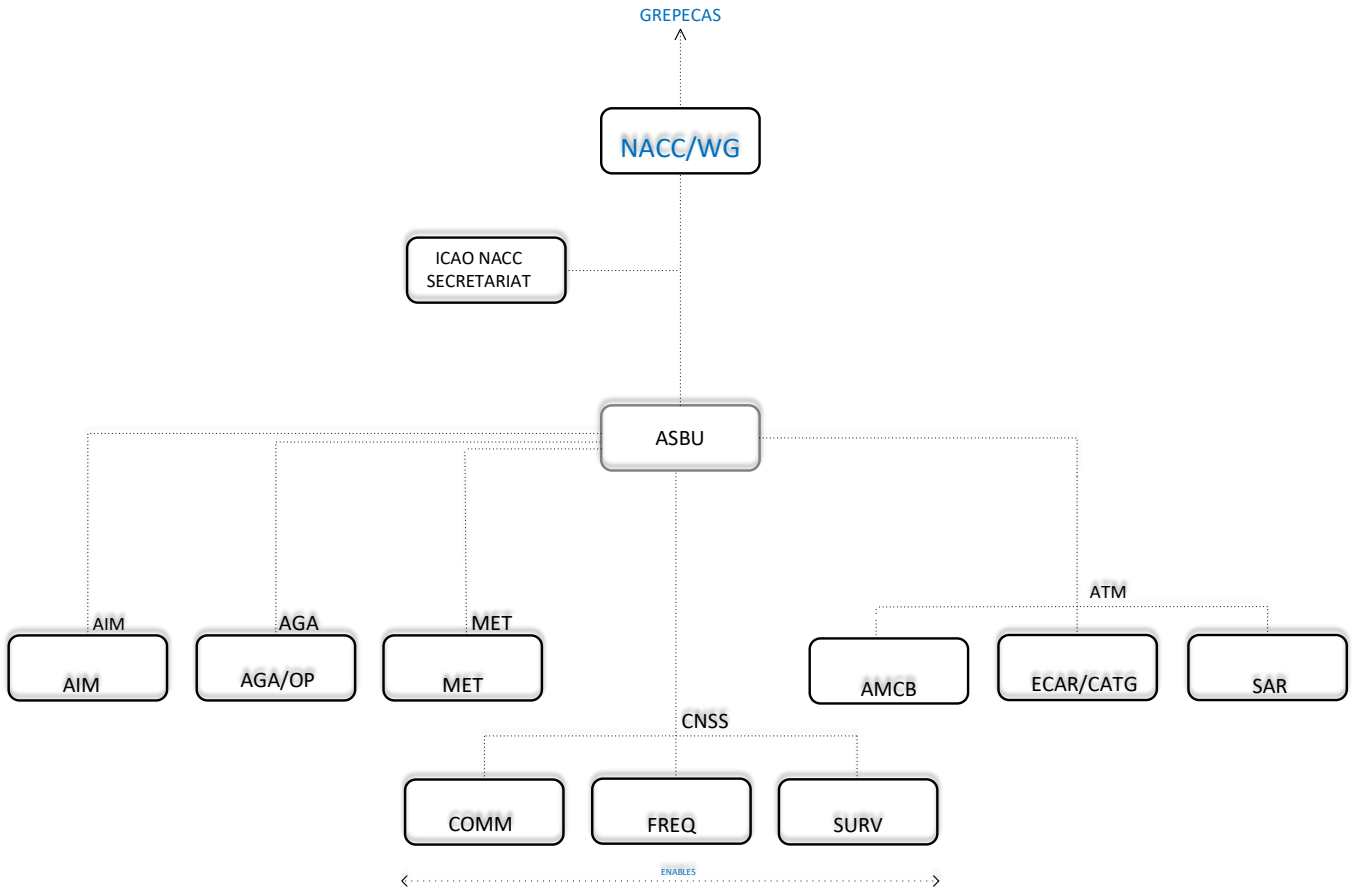 GREPECAS
NACC/WG
ICAO NACC
SECRETARIAT
ASBU
AIM
AGA
MET
ATM
AIM
AGA/OP
MET
AMCB
ECAR/CATG
SAR
CNSS
COMM
FREQ
SURV
ENABLES